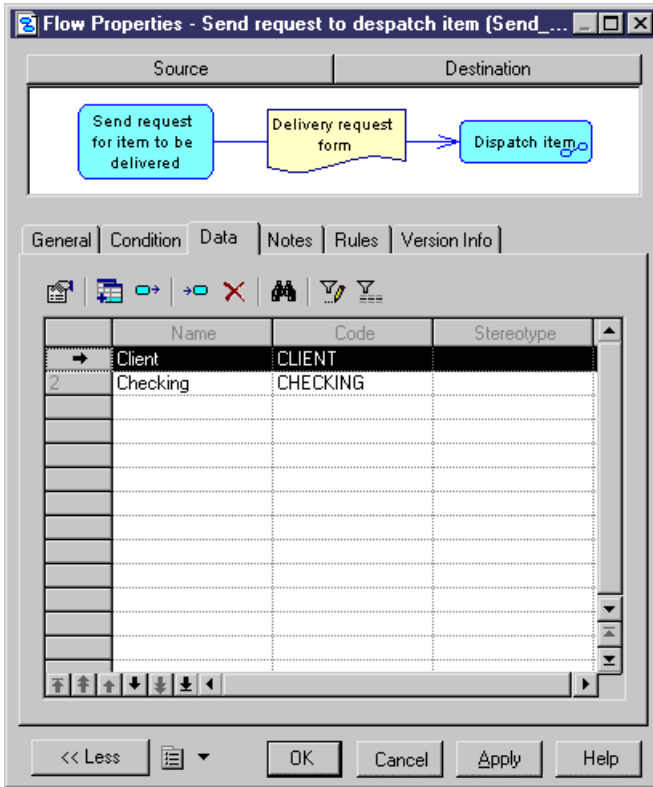 Flow Properties - Send request to despatch item (Send_...
Source Destination
Send request
for item to be
delivered
Delivery request
form
Dispatch item
General Condition Data Notes Rules Version Info
Name Code Stereotype
Client CLIENT
2 Checking CHECKING
<< Less OK Cancel Apply Help